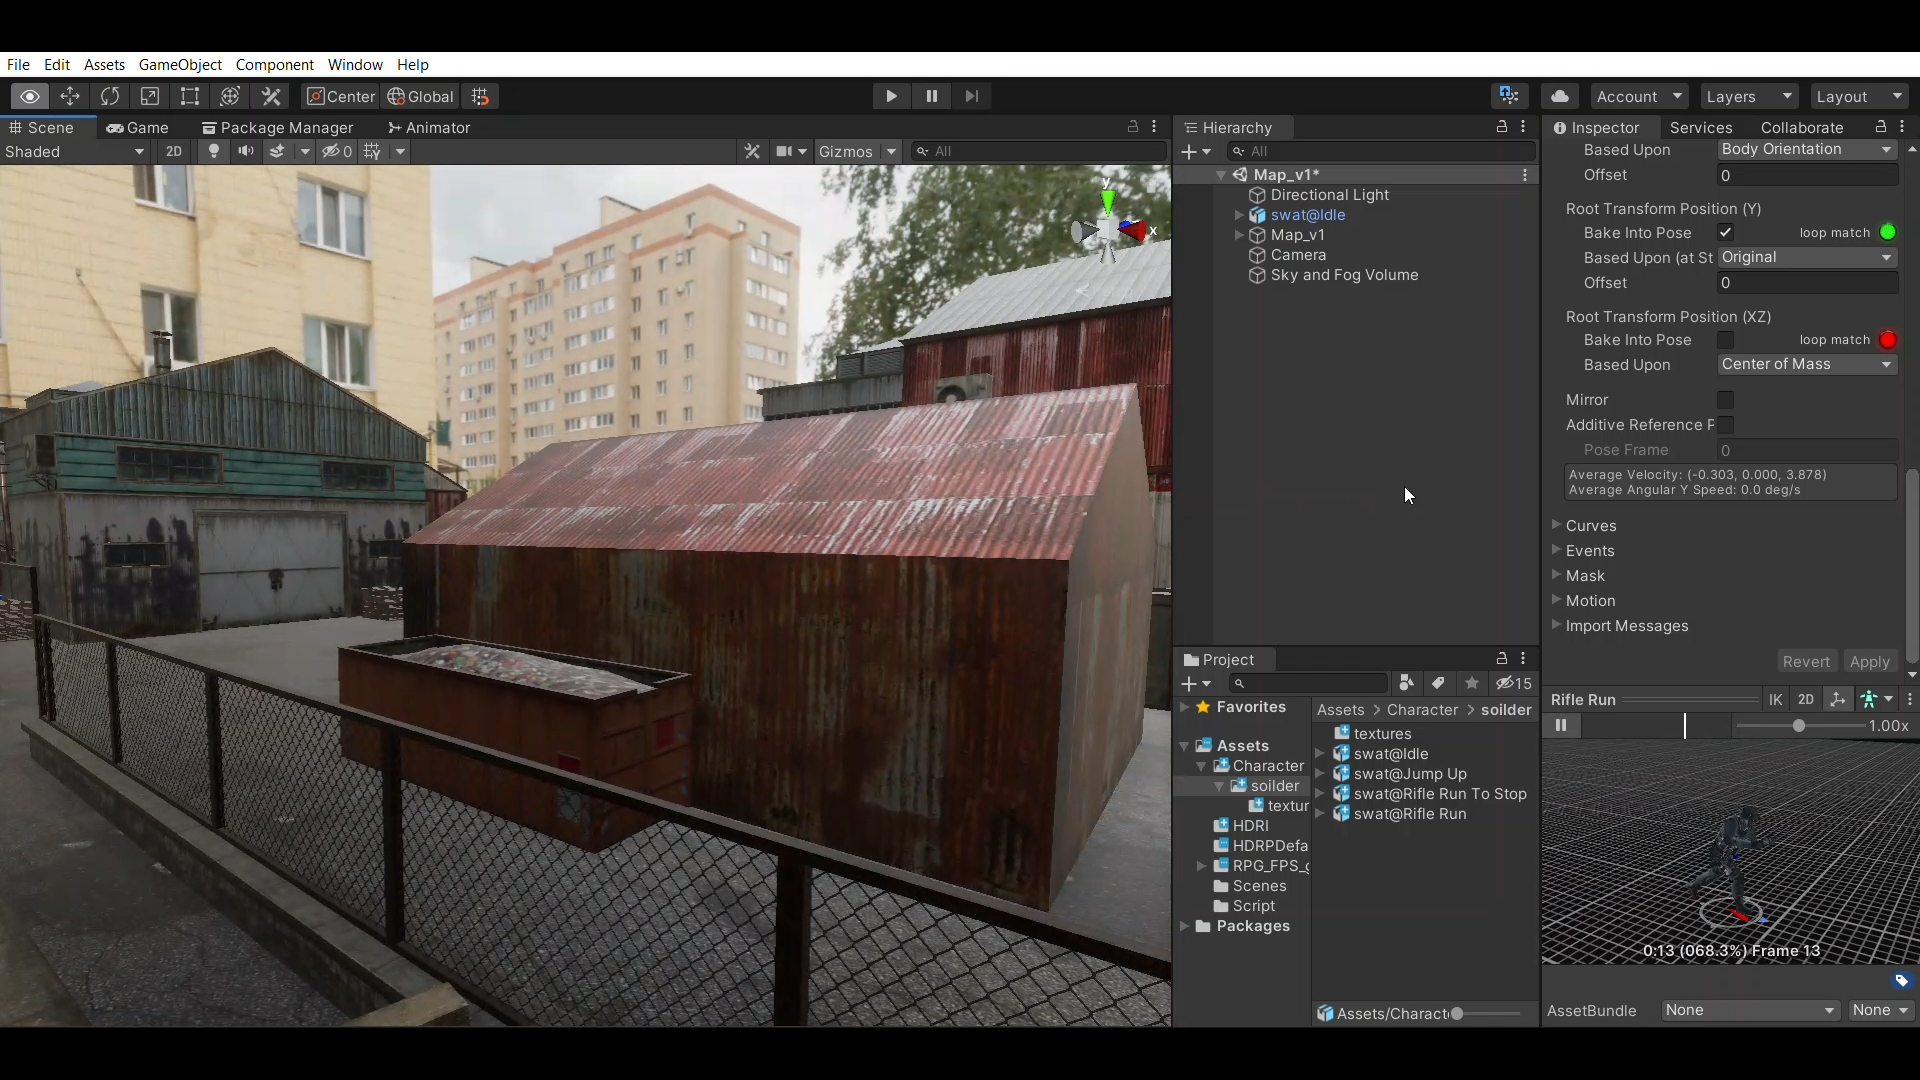 File Edit Assets GameObject Component Window Help
Center Global
Account Layers Layout
Scene Game Package Manager Animator
Shaded 2D 0 Gizmos All
y
x
Hierarchy
All
Map_v1*
Directional Light
swat@Idle
Map_v1
Camera
Sky and Fog Volume
Project
15
Favorites
Assets
Character
soilder
textur
HDRI
HDRPDefa
RPG_FPS_g
Scenes
Script
Packages
Assets > Character > soilder
textures
swat@Idle
swat@Jump Up
swat@Rifle Run To Stop
swat@Rifle Run
Assets/Charact
Inspector Services Collaborate
Based Upon Body Orientation
Offset 0
Root Transform Position (Y)
Bake Into Pose loop match
Based Upon (at St Original
Offset 0
Root Transform Position (XZ)
Bake Into Pose loop match
Based Upon Center of Mass
Mirror
Additive Reference P
Pose Frame 0
Average Velocity: (-0.303, 0.000, 3.878)
Average Angular Y Speed: 0.0 deg/s
Curves
Events
Mask
Motion
Import Messages
Revert Apply
Rifle Run IK 2D
1.00x
0:13 (068.3%) Frame 13
AssetBundle None None